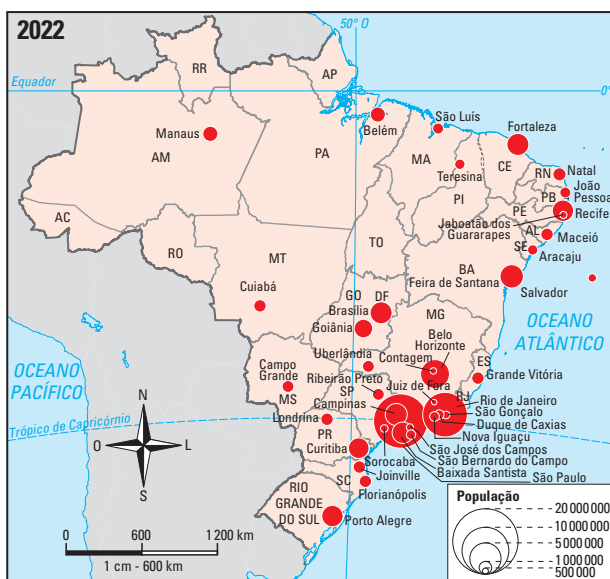 2022
50° O
RR
AP
Equador
0°
Manaus
Belém
São Luís
Fortaleza
AM
PA
MA
Teresina
CE
RN
Natal
João
Pessoa
PB
PI
PE
Recife
Jaboatão dos
Guararapes
AC
AL
Maceió
RO
TO
SE
Aracaju
MT
BA
Feira de Santana
Salvador
Cuiabá
GO
DF
Brasília
Goiânia
MG
OCEANO
ATLÂNTICO
Belo
Horizonte
Uberlândia
Contagem
ES
Grande Vitória
OCEANO
PACÍFICO
Campo
Grande
MS
Ribeirão Preto
Juiz de Fora
SP
RJ
Rio de Janeiro
Campinas
São Gonçalo
Trópico de Capricórnio
Londrina
Duque de Caxias
Nova Iguaçu
PR
São José dos Campos
Curitiba
Sorocaba
São Bernardo do Campo
Baixada Santista
São Paulo
Joinville
SC
Florianópolis
RIO
GRANDE
DO SUL
Porto Alegre
N
O
L
S
0
600
1200 km
1 cm - 600 km
População
20 000 000
10 000 000
5 000 000
1 000 000
500 000